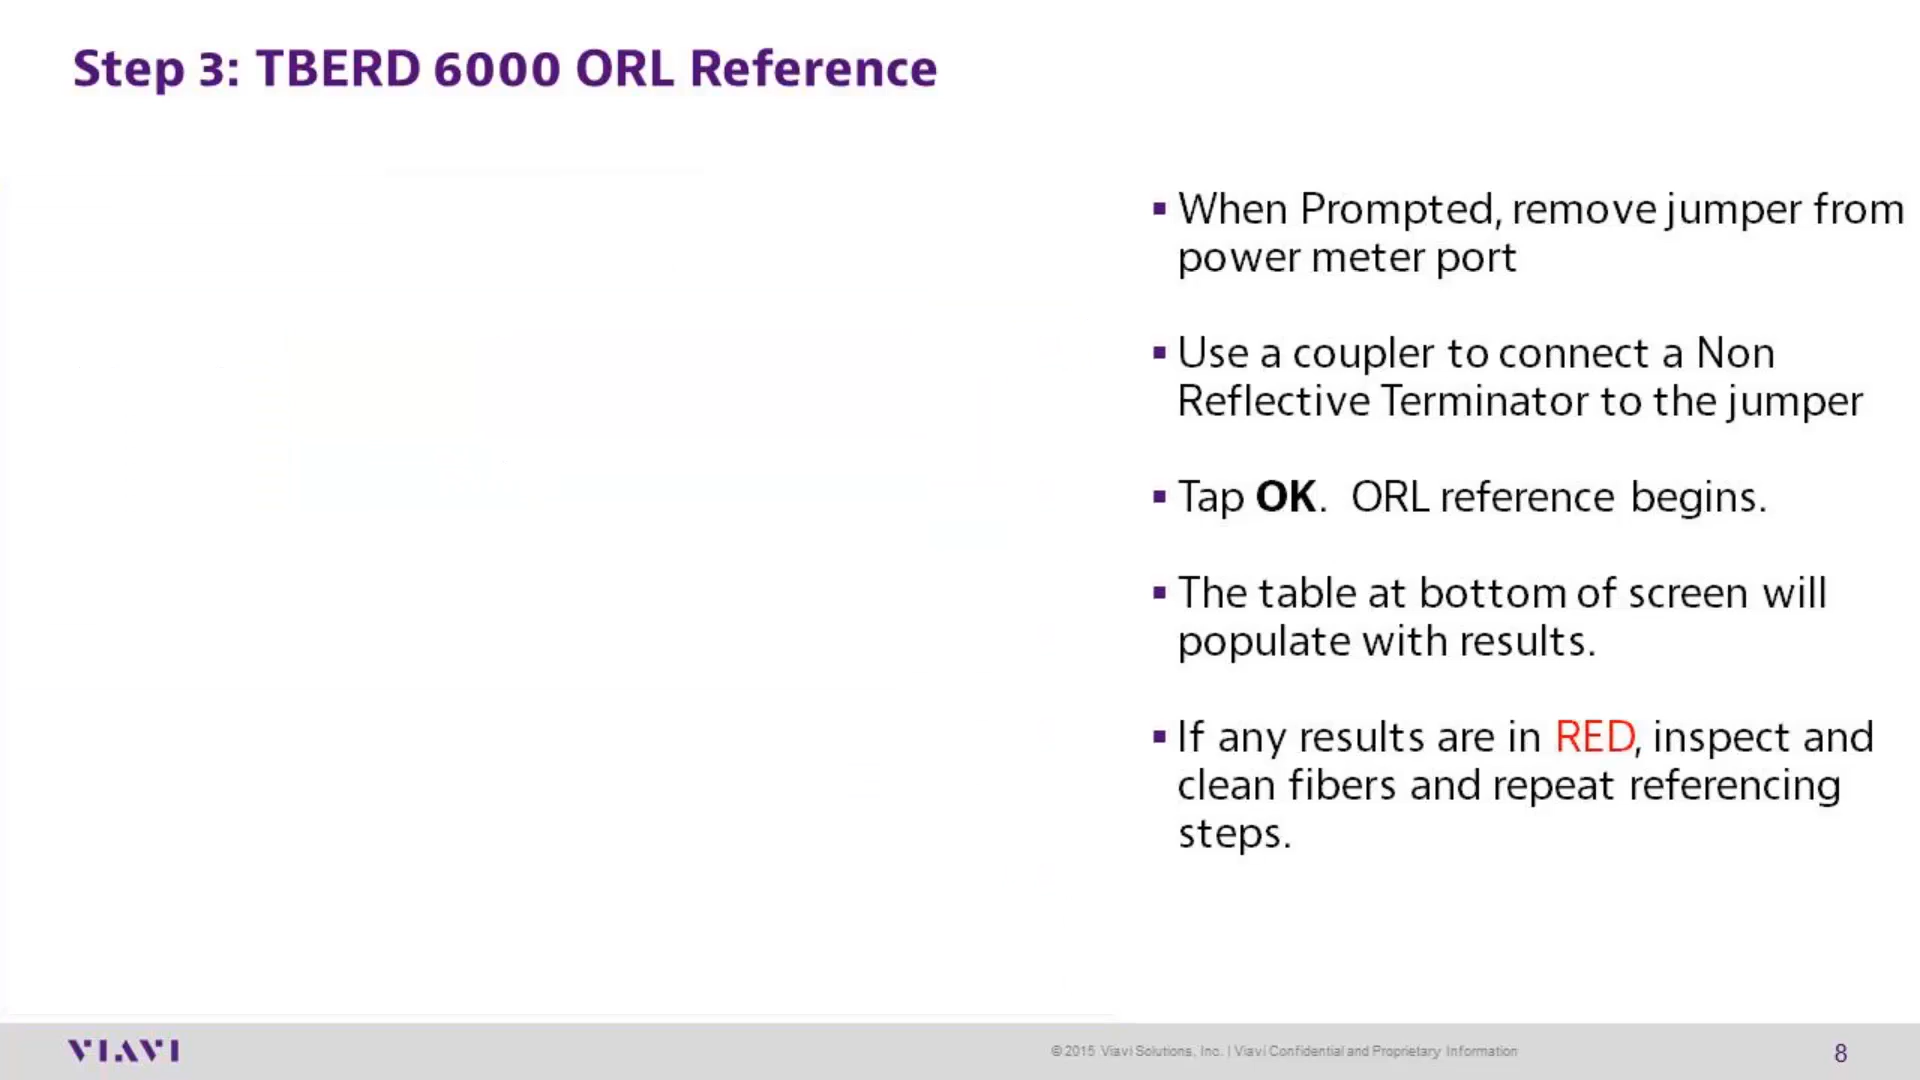 Step 3: TBERD 6000 ORL Reference
▪ When Prompted, remove jumper from
power meter port
▪ Use a coupler to connect a Non
Reflective Terminator to the jumper
▪ Tap OK. ORL reference begins.
▪ The table at bottom of screen will
populate with results.
▪ If any results are in RED, inspect and
clean fibers and repeat referencing
steps.
VIAVI
© 2015 Viavi Solutions, Inc. | Viavi Confidential and Proprietary Information
8